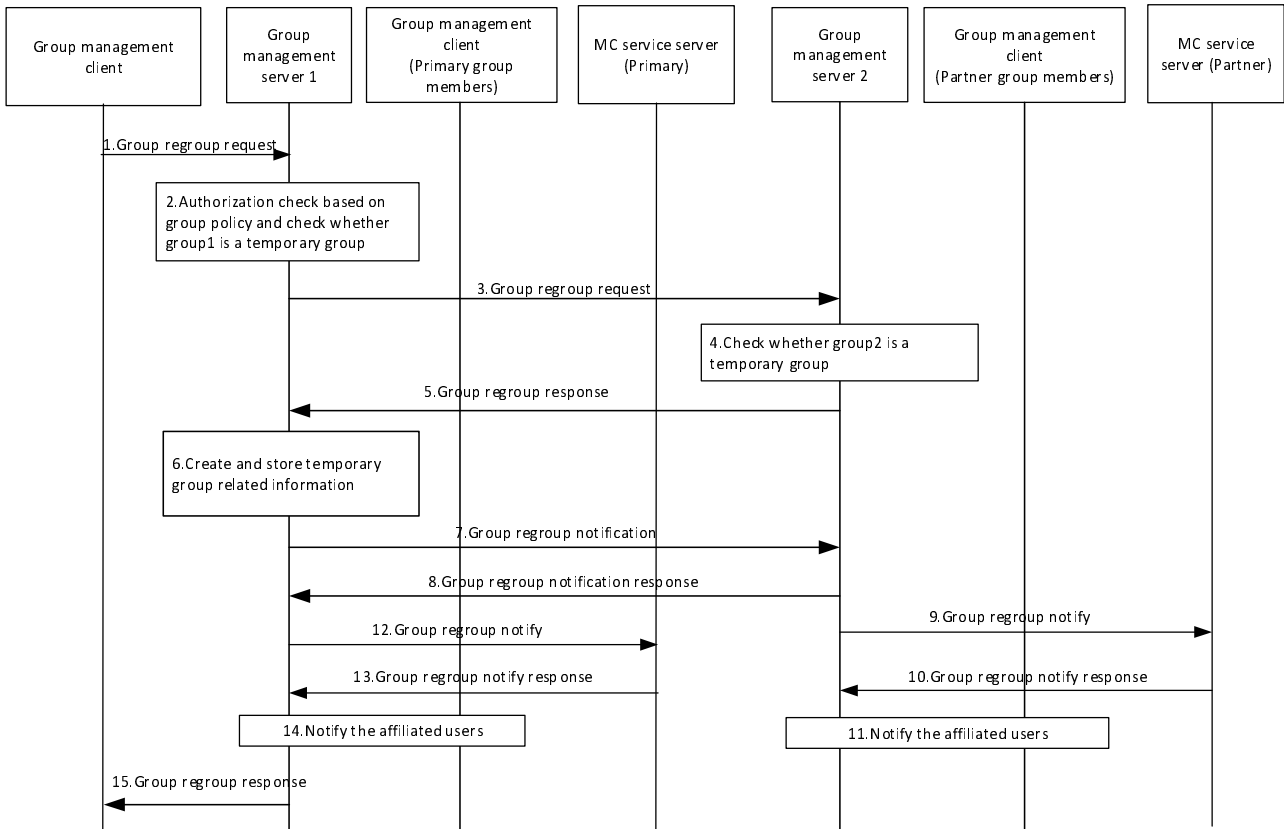 Group management
client
Group
management
server 1
Group management
client
(Primary group
members)
MC service server
(Primary)
Group
management
server 2
Group management
client
(Partner group members)
MC service
server (Partner)
1.Group regroup request
2.Authorization check based on
group policy and check whether
group1 is a temporary group
3.Group regroup request
4.Check whether group2 is a
temporary group
5.Group regroup response
6.Create and store temporary
group related information
7.Group regroup notification
8.Group regroup notification response
9.Group regroup notify
12.Group regroup notify
13.Group regroup notify response
10.Group regroup notify response
14.Notify the affiliated users
11.Notify the affiliated users
15.Group regroup response